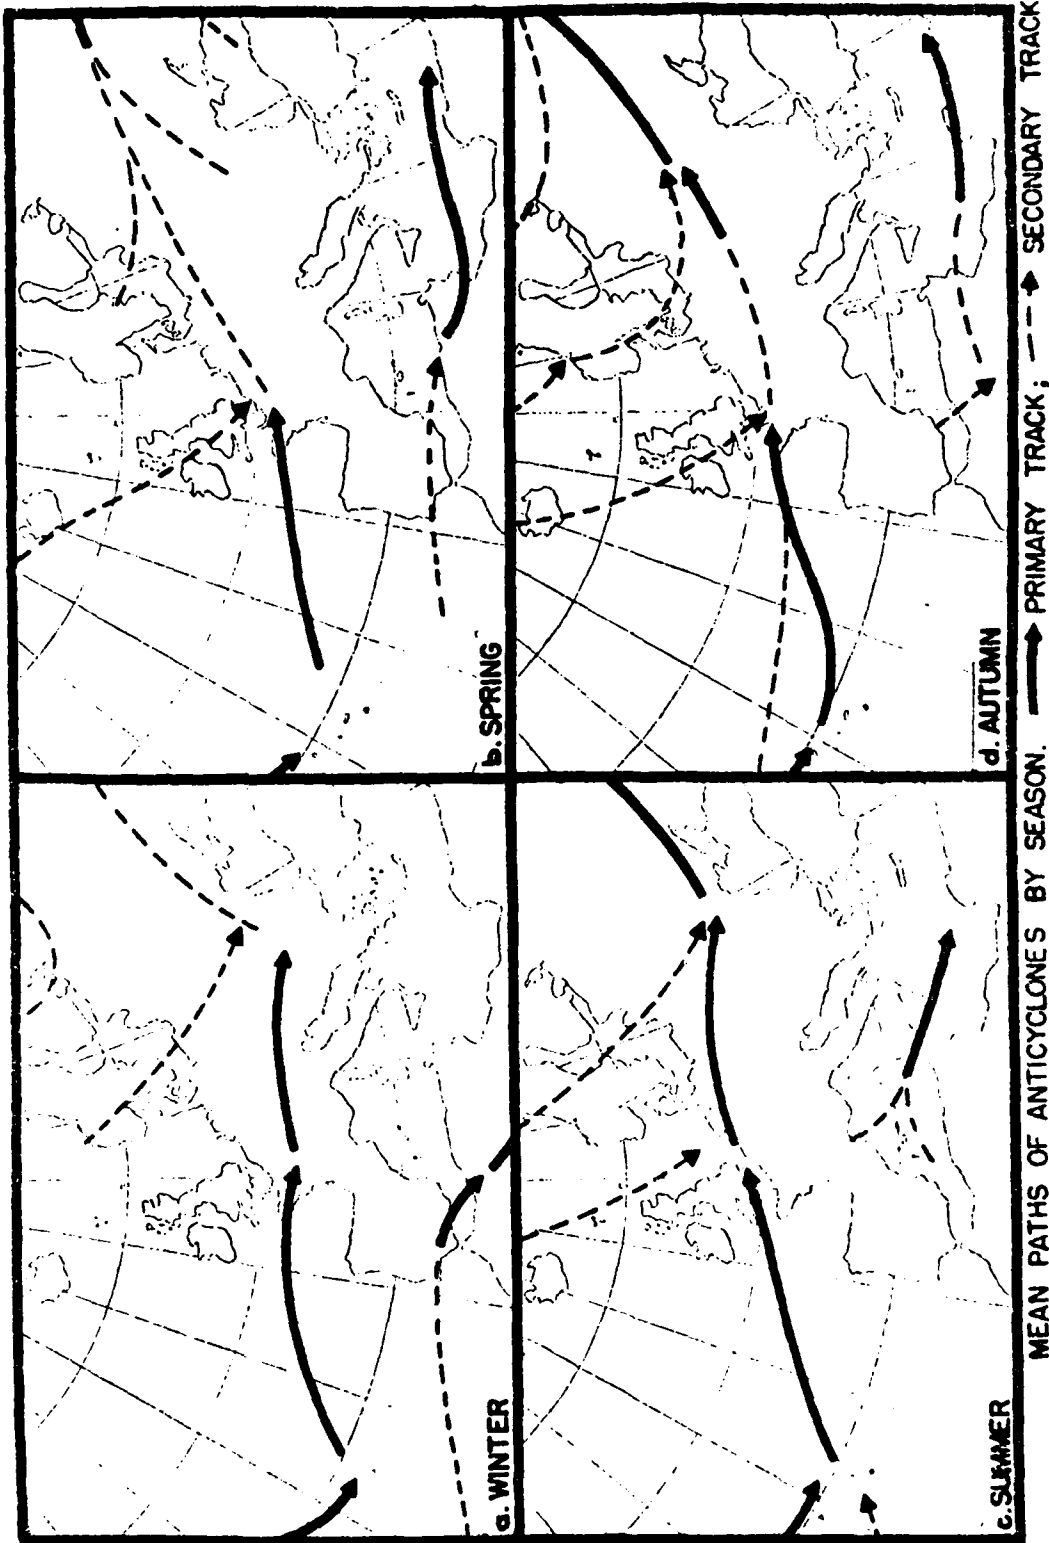 a. WINTER
b. SPRING
c. SUMMER
d. AUTUMN
MEAN PATHS OF ANTICYCLONES BY SEASON. PRIMARY TRACK; SECONDARY TRACK